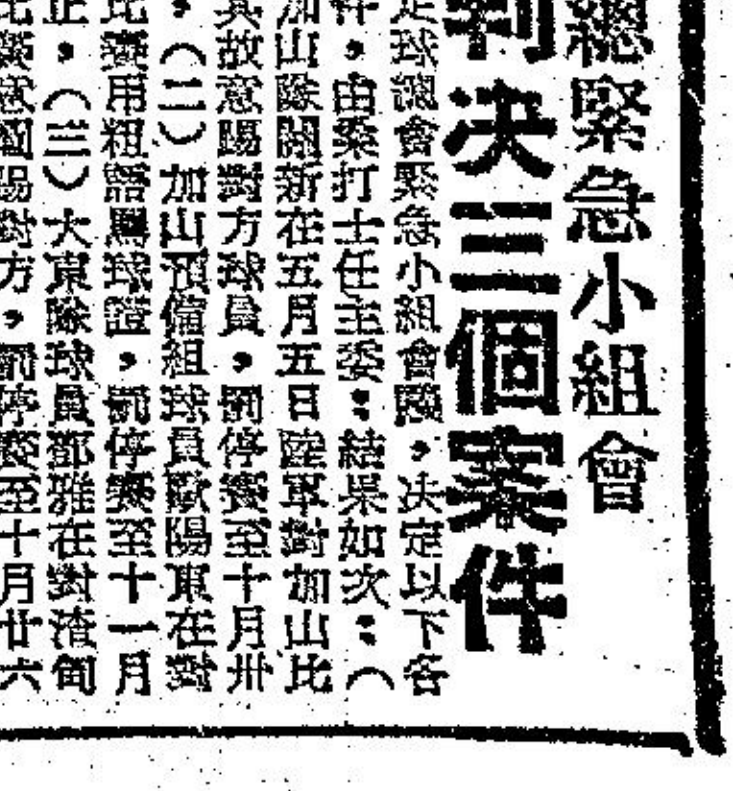 總緊急小組會
判决三個案件
足球總會緊急小組會議,决定以下各
件,由桑打士任主委:結果如次:(
加山隊開新在五月五日陸軍對加山比
其故意踢對方球員,罰停賽至十月卅
,(二)加山預備組球員歐陽東在對
比賽用粗語罵球證,罰停賽至十一月
正,(三)大東隊球員鄧雅在對渣甸
比賽故意踢對方,罰停賽至十月廿六